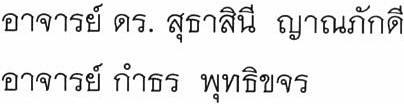 อาจารย์ ดร. สุธาสินี  ญาณภักดี
อาจารย์ กำธร  พุทธิขจร